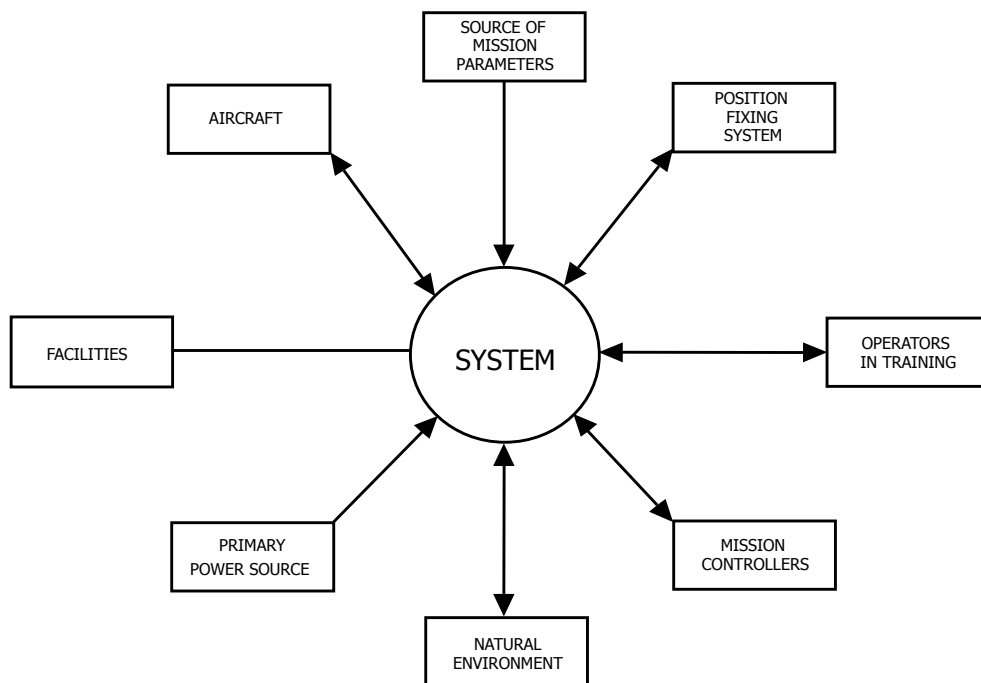 SOURCE OF
MISSION
PARAMETERS
AIRCRAFT
POSITION
FIXING
SYSTEM
FACILITIES
SYSTEM
OPERATORS
IN TRAINING
PRIMARY
POWER SOURCE
MISSION
CONTROLLERS
NATURAL
ENVIRONMENT